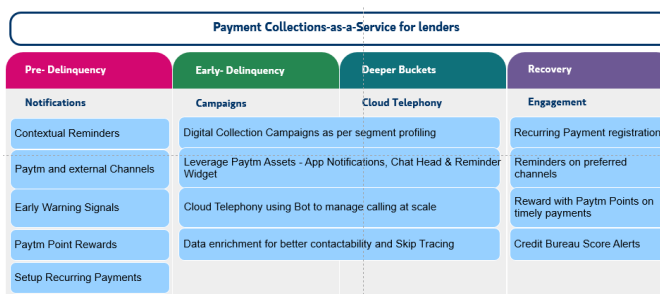 Payment Collections-as-a-Service for lenders
Pre- Delinquency
Early- Delinquency
Deeper Buckets
Recovery
Notifications
Campaigns
Cloud Telephony
Engagement
Contextual Reminders
Digital Collection Campaigns as per segment profiling
Recurring Payment registration
Paytm and external Channels
Leverage Paytm Assets - App Notifications, Chat Head & Reminder
Widget
Reminders on preferred
channels
Early Warning Signals
Cloud Telephony using Bot to manage calling at scale
Reward with Paytm Points on
timely payments
Paytm Point Rewards
Data enrichment for better contactability and Skip Tracing
Credit Bureau Score Alerts
Setup Recurring Payments